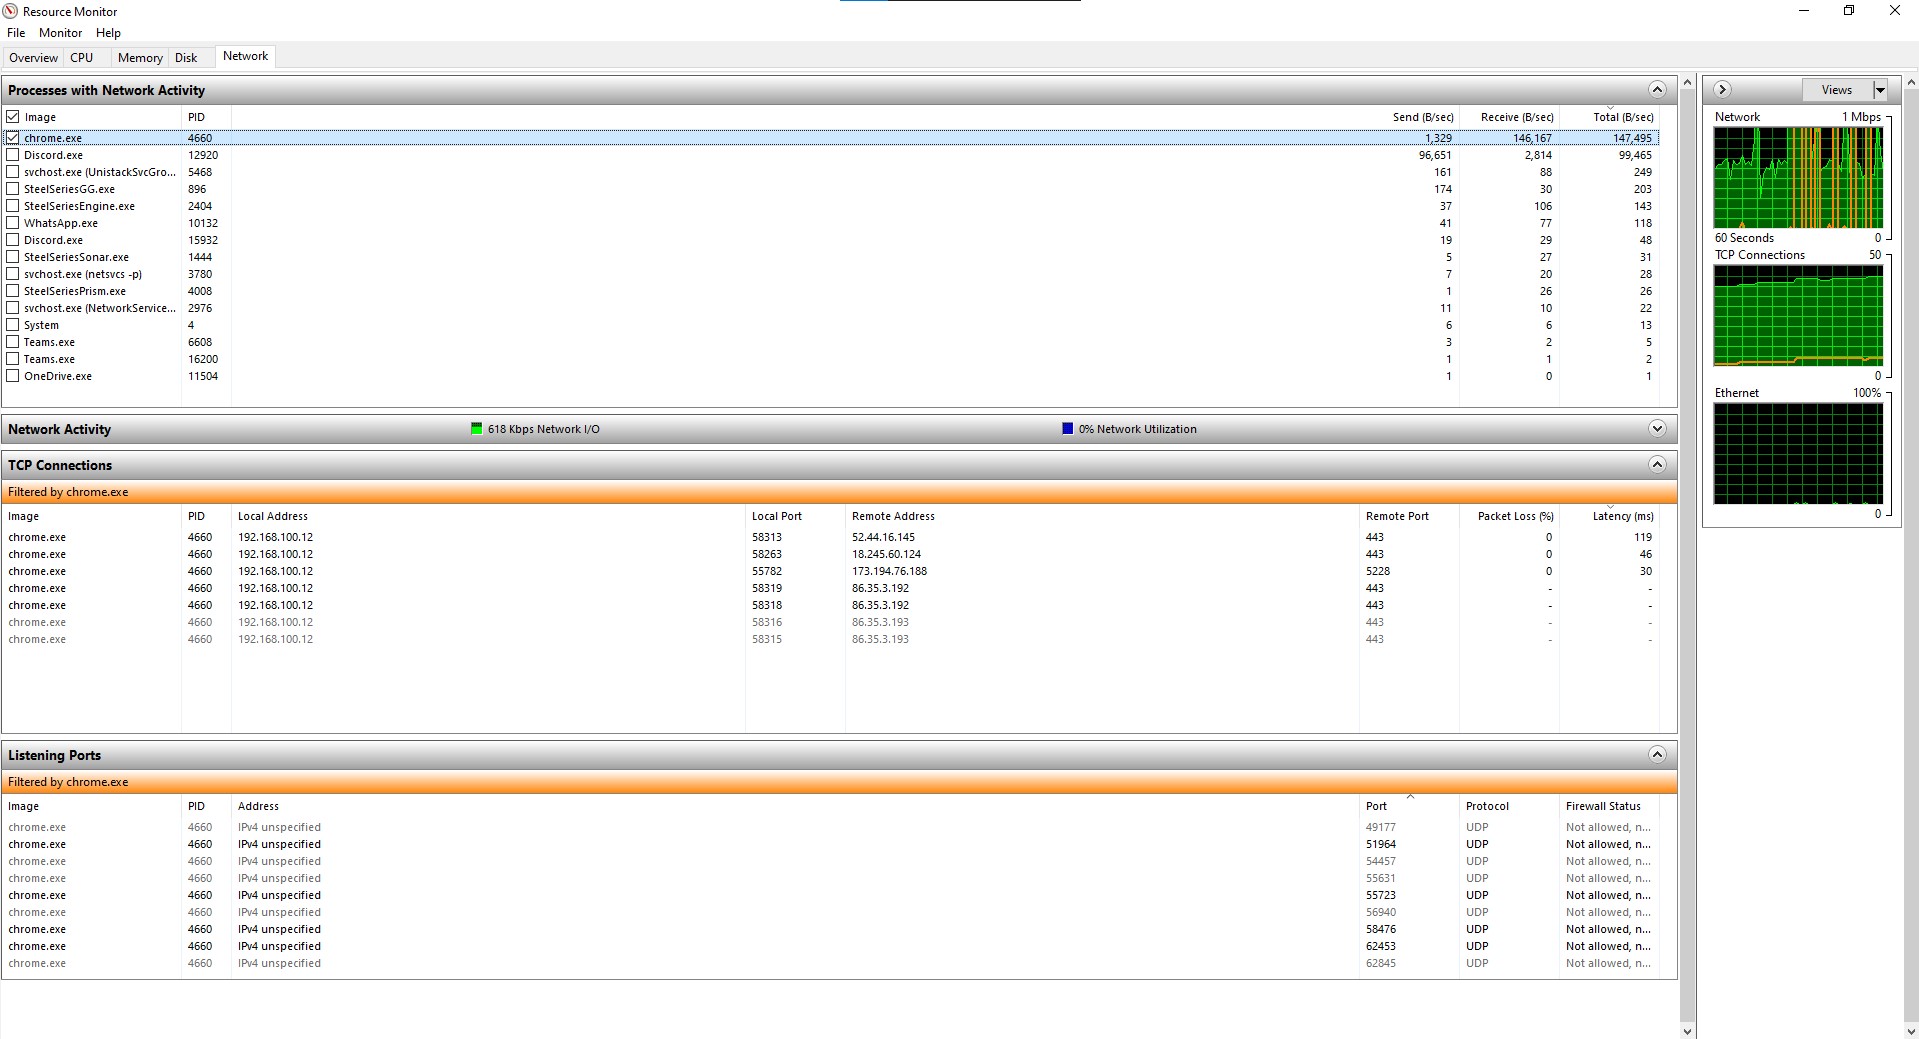 Resource Monitor
File Monitor Help
Overview CPU Memory Disk Network
Processes with Network Activity
Image PID Send (B/sec) Receive (B/sec) Total (B/sec)
chrome.exe 4660 1,329 146,167 147,495
Discord.exe 12920 96,651 2,814 99,465
svchost.exe (UnistackSvcGro... 5468 161 88 249
SteelSeriesGG.exe 896 174 30 203
SteelSeriesEngine.exe 2404 37 106 143
WhatsApp.exe 10132 41 77 118
Discord.exe 15932 19 29 48
SteelSeriesSonar.exe 1444 5 27 31
svchost.exe (netsvcs -p) 3780 7 20 28
SteelSeriesPrism.exe 4008 1 26 26
svchost.exe (NetworkService... 2976 11 10 22
System 4 6 6 13
Teams.exe 6608 3 2 5
Teams.exe 16200 1 1 2
OneDrive.exe 11504 1 0 1
Network Activity 618 Kbps Network I/O 0% Network Utilization
TCP Connections
Filtered by chrome.exe
Image PID Local Address Local Port Remote Address Remote Port Packet Loss (%) Latency (ms)
chrome.exe 4660 192.168.100.12 58313 52.44.16.145 443 0 119
chrome.exe 4660 192.168.100.12 58263 18.245.60.124 443 0 46
chrome.exe 4660 192.168.100.12 55782 173.194.76.188 5228 0 30
chrome.exe 4660 192.168.100.12 58319 86.35.3.192 443 - -
chrome.exe 4660 192.168.100.12 58318 86.35.3.192 443 - -
chrome.exe 4660 192.168.100.12 58316 86.35.3.193 443 - -
chrome.exe 4660 192.168.100.12 58315 86.35.3.193 443 - -
Listening Ports
Filtered by chrome.exe
Image PID Address Port Protocol Firewall Status
chrome.exe 4660 IPv4 unspecified 49177 UDP Not allowed, n...
chrome.exe 4660 IPv4 unspecified 51964 UDP Not allowed, n...
chrome.exe 4660 IPv4 unspecified 54457 UDP Not allowed, n...
chrome.exe 4660 IPv4 unspecified 55631 UDP Not allowed, n...
chrome.exe 4660 IPv4 unspecified 55723 UDP Not allowed, n...
chrome.exe 4660 IPv4 unspecified 56940 UDP Not allowed, n...
chrome.exe 4660 IPv4 unspecified 58476 UDP Not allowed, n...
chrome.exe 4660 IPv4 unspecified 62453 UDP Not allowed, n...
chrome.exe 4660 IPv4 unspecified 62845 UDP Not allowed, n...
Views
Network 1 Mbps
60 Seconds 0
TCP Connections 50
0
Ethernet 100%
0